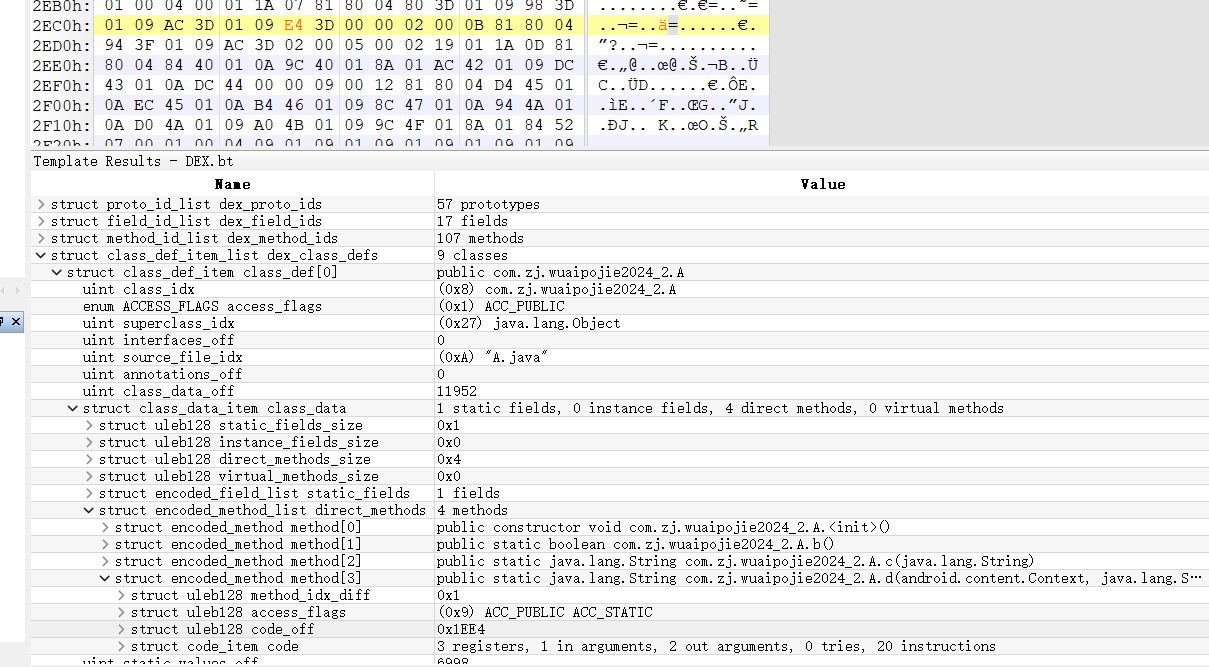 2EB0h: 01 00 04 00 01 1A 07 81 80 04 80 3D 01 09 98 3D ........€.€=..˜=
2EC0h: 01 09 AC 3D 01 09 E4 3D 00 00 02 00 0B 81 80 04 ..¬=..ä=......€.
2ED0h: 94 3F 01 09 AC 3D 02 00 05 00 02 19 01 1A 0D 81 ”?..¬=..........
2EE0h: 80 04 84 40 01 0A 9C 40 01 8A 01 AC 42 01 09 DC €.„@..œ@.Š.¬B..Ü
2EF0h: 43 01 0A DC 44 00 00 09 00 12 81 80 04 D4 45 01 C..ÜD......€.ÔE.
2F00h: 0A EC 45 01 0A B4 46 01 09 8C 47 01 0A 94 4A 01 .ìE..´F..ŒG..”J.
2F10h: 0A D0 4A 01 09 A0 4B 01 09 9C 4F 01 8A 01 84 52 .ÐJ.. K..œO.Š.„R
2F20h: 07 00 01 00 04 09 01 09 01 09 01 09 01 09 01 09
Template Results - DEX.bt
Name Value
struct proto_id_list dex_proto_ids 57 prototypes
struct field_id_list dex_field_ids 17 fields
struct method_id_list dex_method_ids 107 methods
struct class_def_item_list dex_class_defs 9 classes
struct class_def_item class_def[0] public com.zj.wuaipojie2024_2.A
uint class_idx (0x8) com.zj.wuaipojie2024_2.A
enum ACCESS_FLAGS access_flags (0x1) ACC_PUBLIC
uint superclass_idx (0x27) java.lang.Object
uint interfaces_off 0
uint source_file_idx (0xA) "A.java"
uint annotations_off 0
uint class_data_off 11952
struct class_data_item class_data 1 static fields, 0 instance fields, 4 direct methods, 0 virtual methods
struct uleb128 static_fields_size 0x1
struct uleb128 instance_fields_size 0x0
struct uleb128 direct_methods_size 0x4
struct uleb128 virtual_methods_size 0x0
struct encoded_field_list static_fields 1 fields
struct encoded_method_list direct_methods 4 methods
struct encoded_method method[0] public constructor void com.zj.wuaipojie2024_2.A.<init>()
struct encoded_method method[1] public static boolean com.zj.wuaipojie2024_2.A.b()
struct encoded_method method[2] public static java.lang.String com.zj.wuaipojie2024_2.A.c(java.lang.String)
struct encoded_method method[3] public static java.lang.String com.zj.wuaipojie2024_2.A.d(android.content.Context, java.lang.S…
struct uleb128 method_idx_diff 0x1
struct uleb128 access_flags (0x9) ACC_PUBLIC ACC_STATIC
struct uleb128 code_off 0x1EE4
struct code_item code 3 registers, 1 in arguments, 2 out arguments, 0 tries, 20 instructions
uint static_values_off 6998